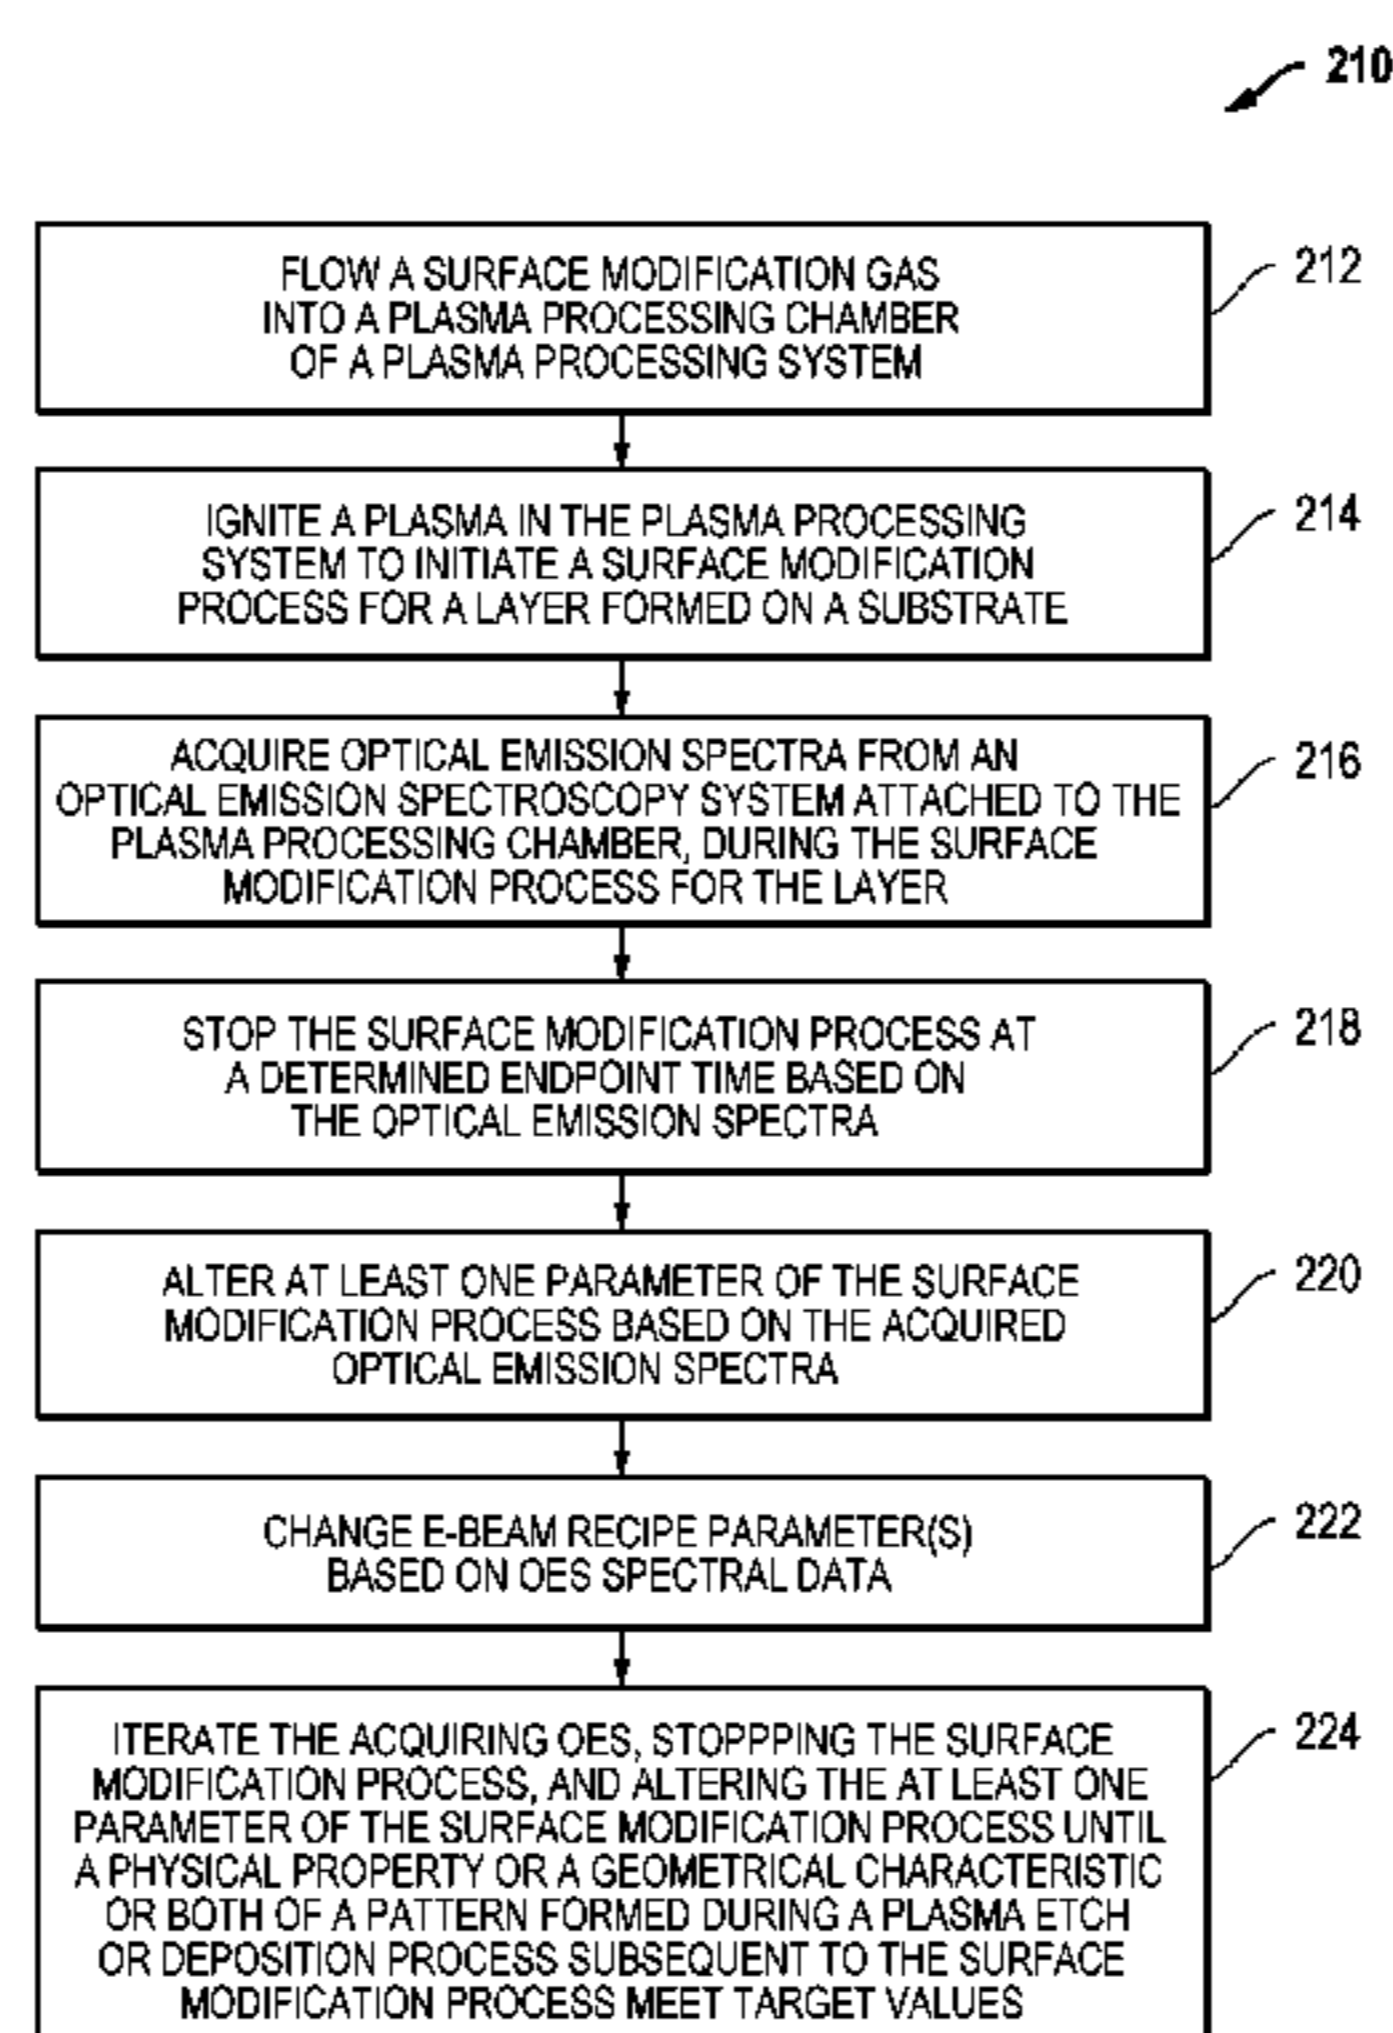 210
FLOW A SURFACE MODIFICATION GAS
INTO A PLASMA PROCESSING CHAMBER
OF A PLASMA PROCESSING SYSTEM
212
IGNITE A PLASMA IN THE PLASMA PROCESSING
SYSTEM TO INITIATE A SURFACE MODIFICATION
PROCESS FOR A LAYER FORMED ON A SUBSTRATE
214
ACQUIRE OPTICAL EMISSION SPECTRA FROM AN
OPTICAL EMISSION SPECTROSCOPY SYSTEM ATTACHED TO THE
PLASMA PROCESSING CHAMBER, DURING THE SURFACE
MODIFICATION PROCESS FOR THE LAYER
216
STOP THE SURFACE MODIFICATION PROCESS AT
A DETERMINED ENDPOINT TIME BASED ON
THE OPTICAL EMISSION SPECTRA
218
ALTER AT LEAST ONE PARAMETER OF THE SURFACE
MODIFICATION PROCESS BASED ON THE ACQUIRED
OPTICAL EMISSION SPECTRA
220
CHANGE E-BEAM RECIPE PARAMETER(S)
BASED ON OES SPECTRAL DATA
222
ITERATE THE ACQUIRING OES, STOPPPING THE SURFACE
MODIFICATION PROCESS, AND ALTERING THE AT LEAST ONE
PARAMETER OF THE SURFACE MODIFICATION PROCESS UNTIL
A PHYSICAL PROPERTY OR A GEOMETRICAL CHARACTERISTIC
OR BOTH OF A PATTERN FORMED DURING A PLASMA ETCH
OR DEPOSITION PROCESS SUBSEQUENT TO THE SURFACE
MODIFICATION PROCESS MEET TARGET VALUES
224